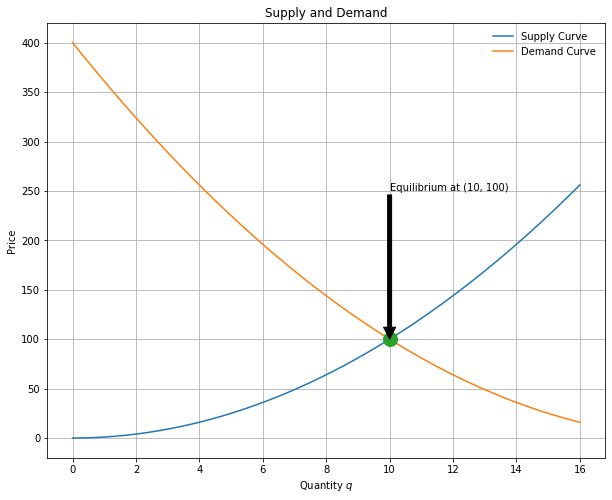 Supply and Demand
Supply Curve
Demand Curve
Equilibrium at (10, 100)
Price
400
350
300
250
200
150
100
50
0
0 2 4 6 8 10 12 14 16
Quantity q